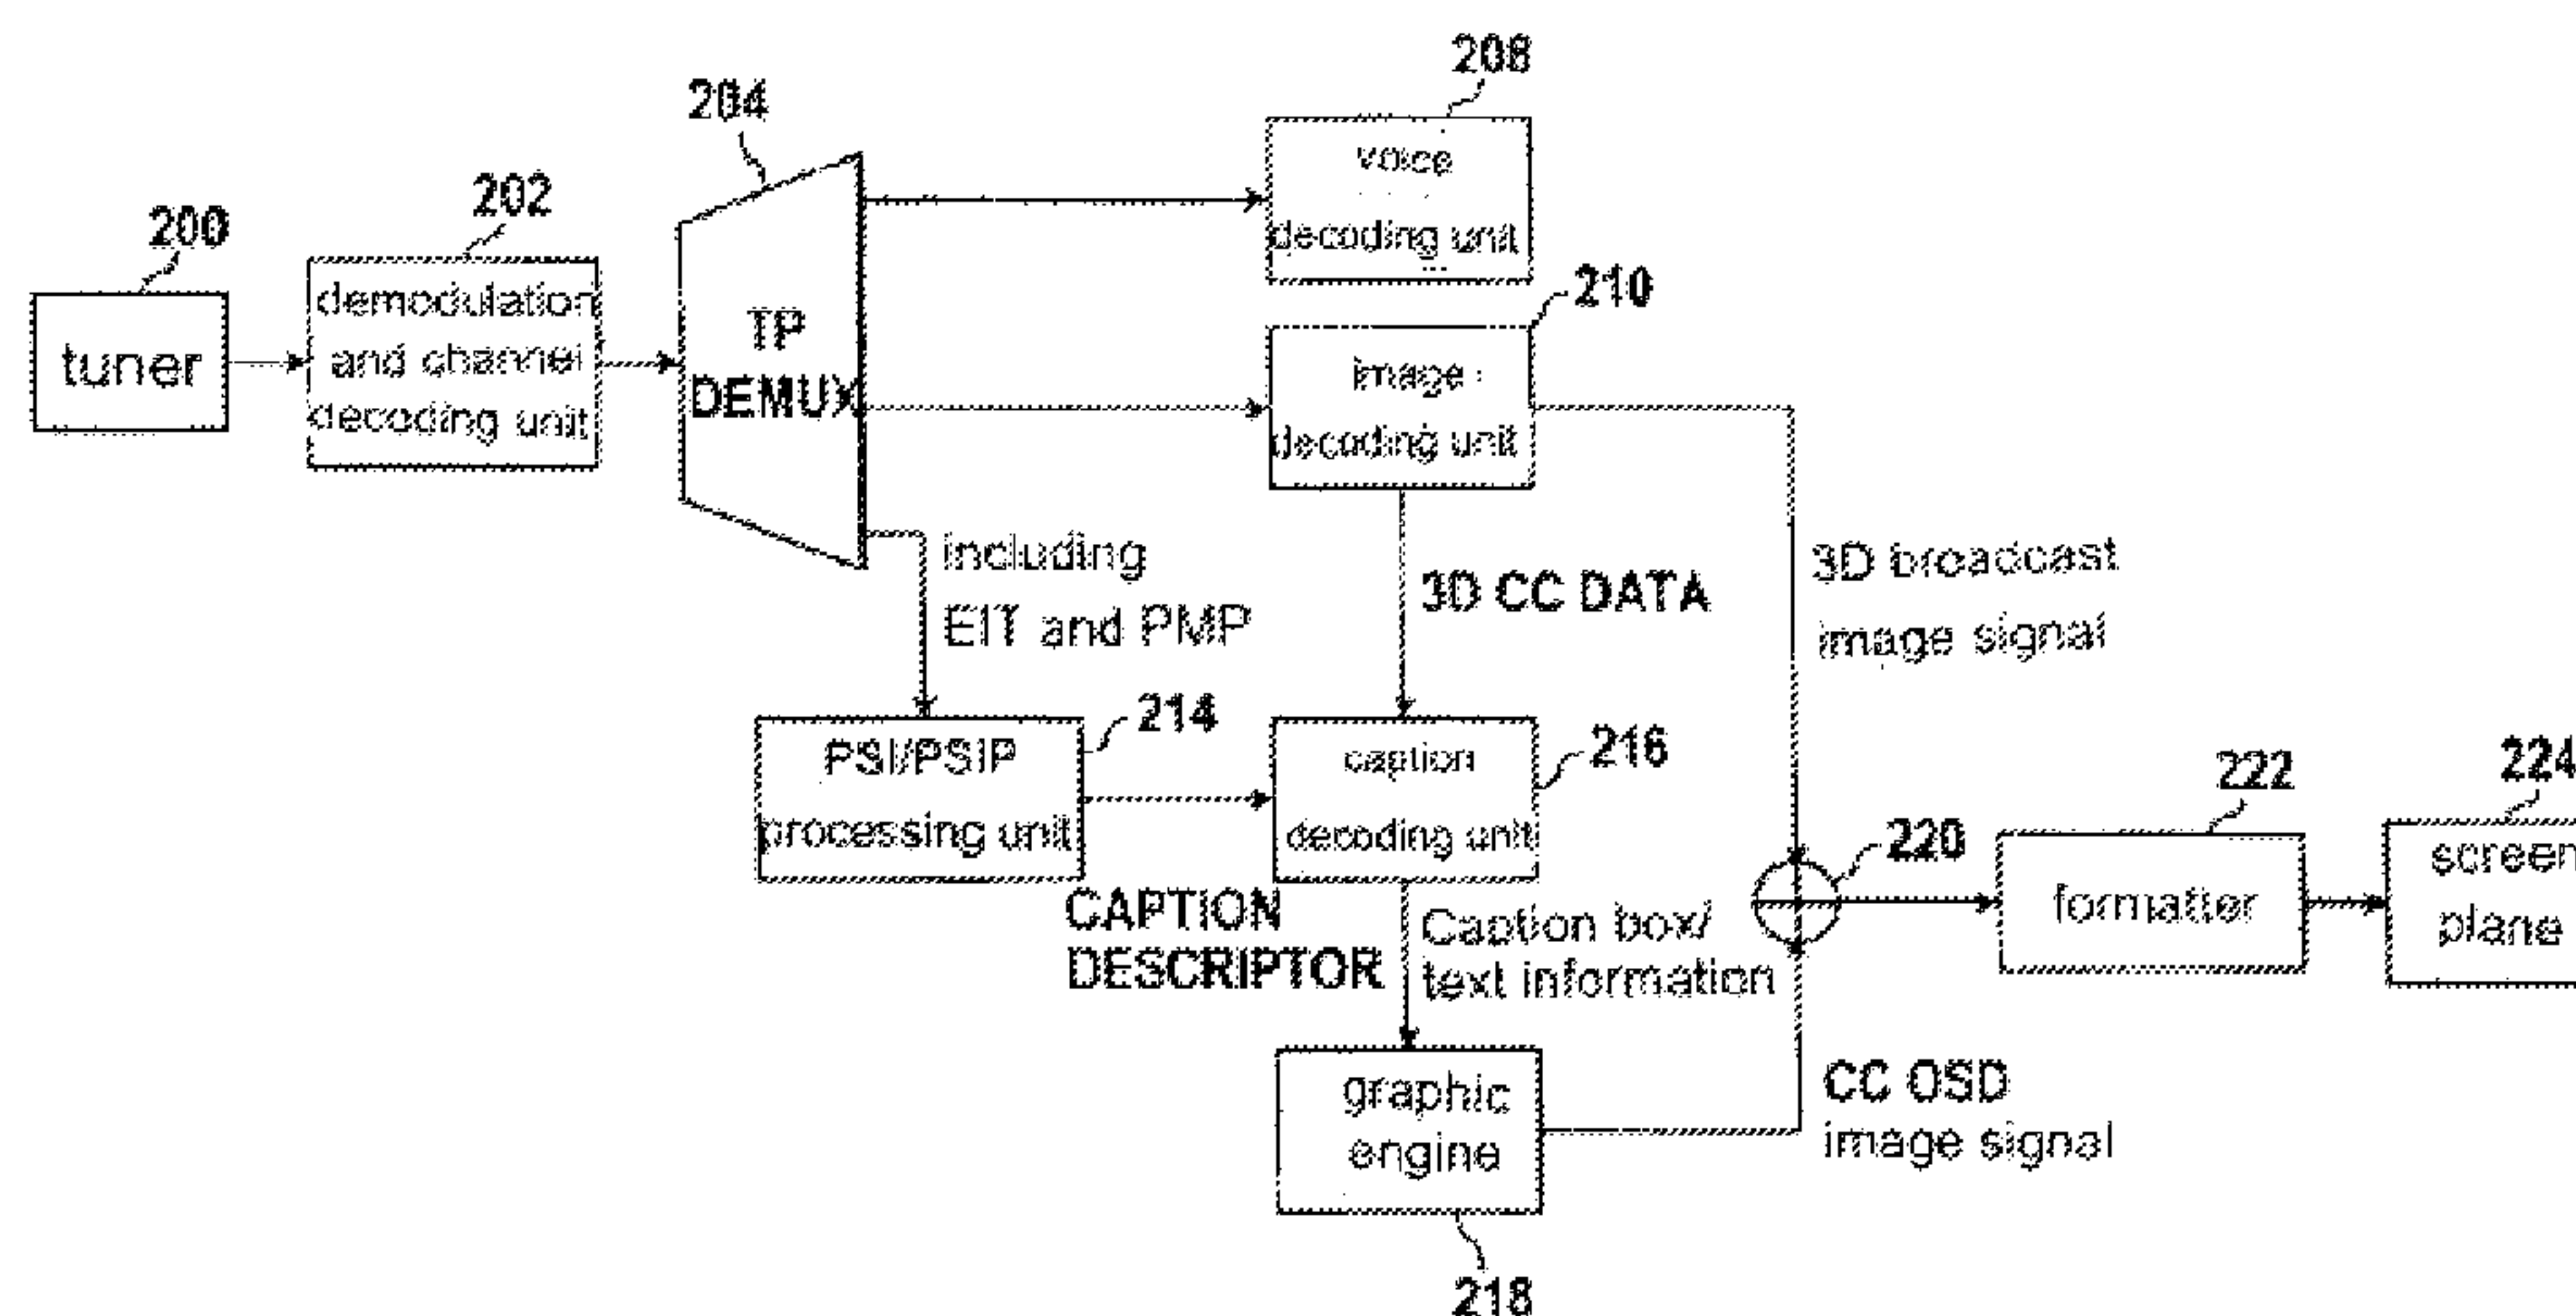 208
voice
decoding unit
204
202
200
tuner
demodulation
and channel
decoding unit
TP
DEMUX
210
image
decoding unit
including
EIT and PMP
3D CC DATA
3D broadcast
image signal
214
PSI/PSIP
processing unit
216
caption
decoding unit
CAPTION
DESCRIPTOR
Caption box/
text information
220
222
formatter
224
screen
plane
graphic
engine
218
CC OSD
image signal